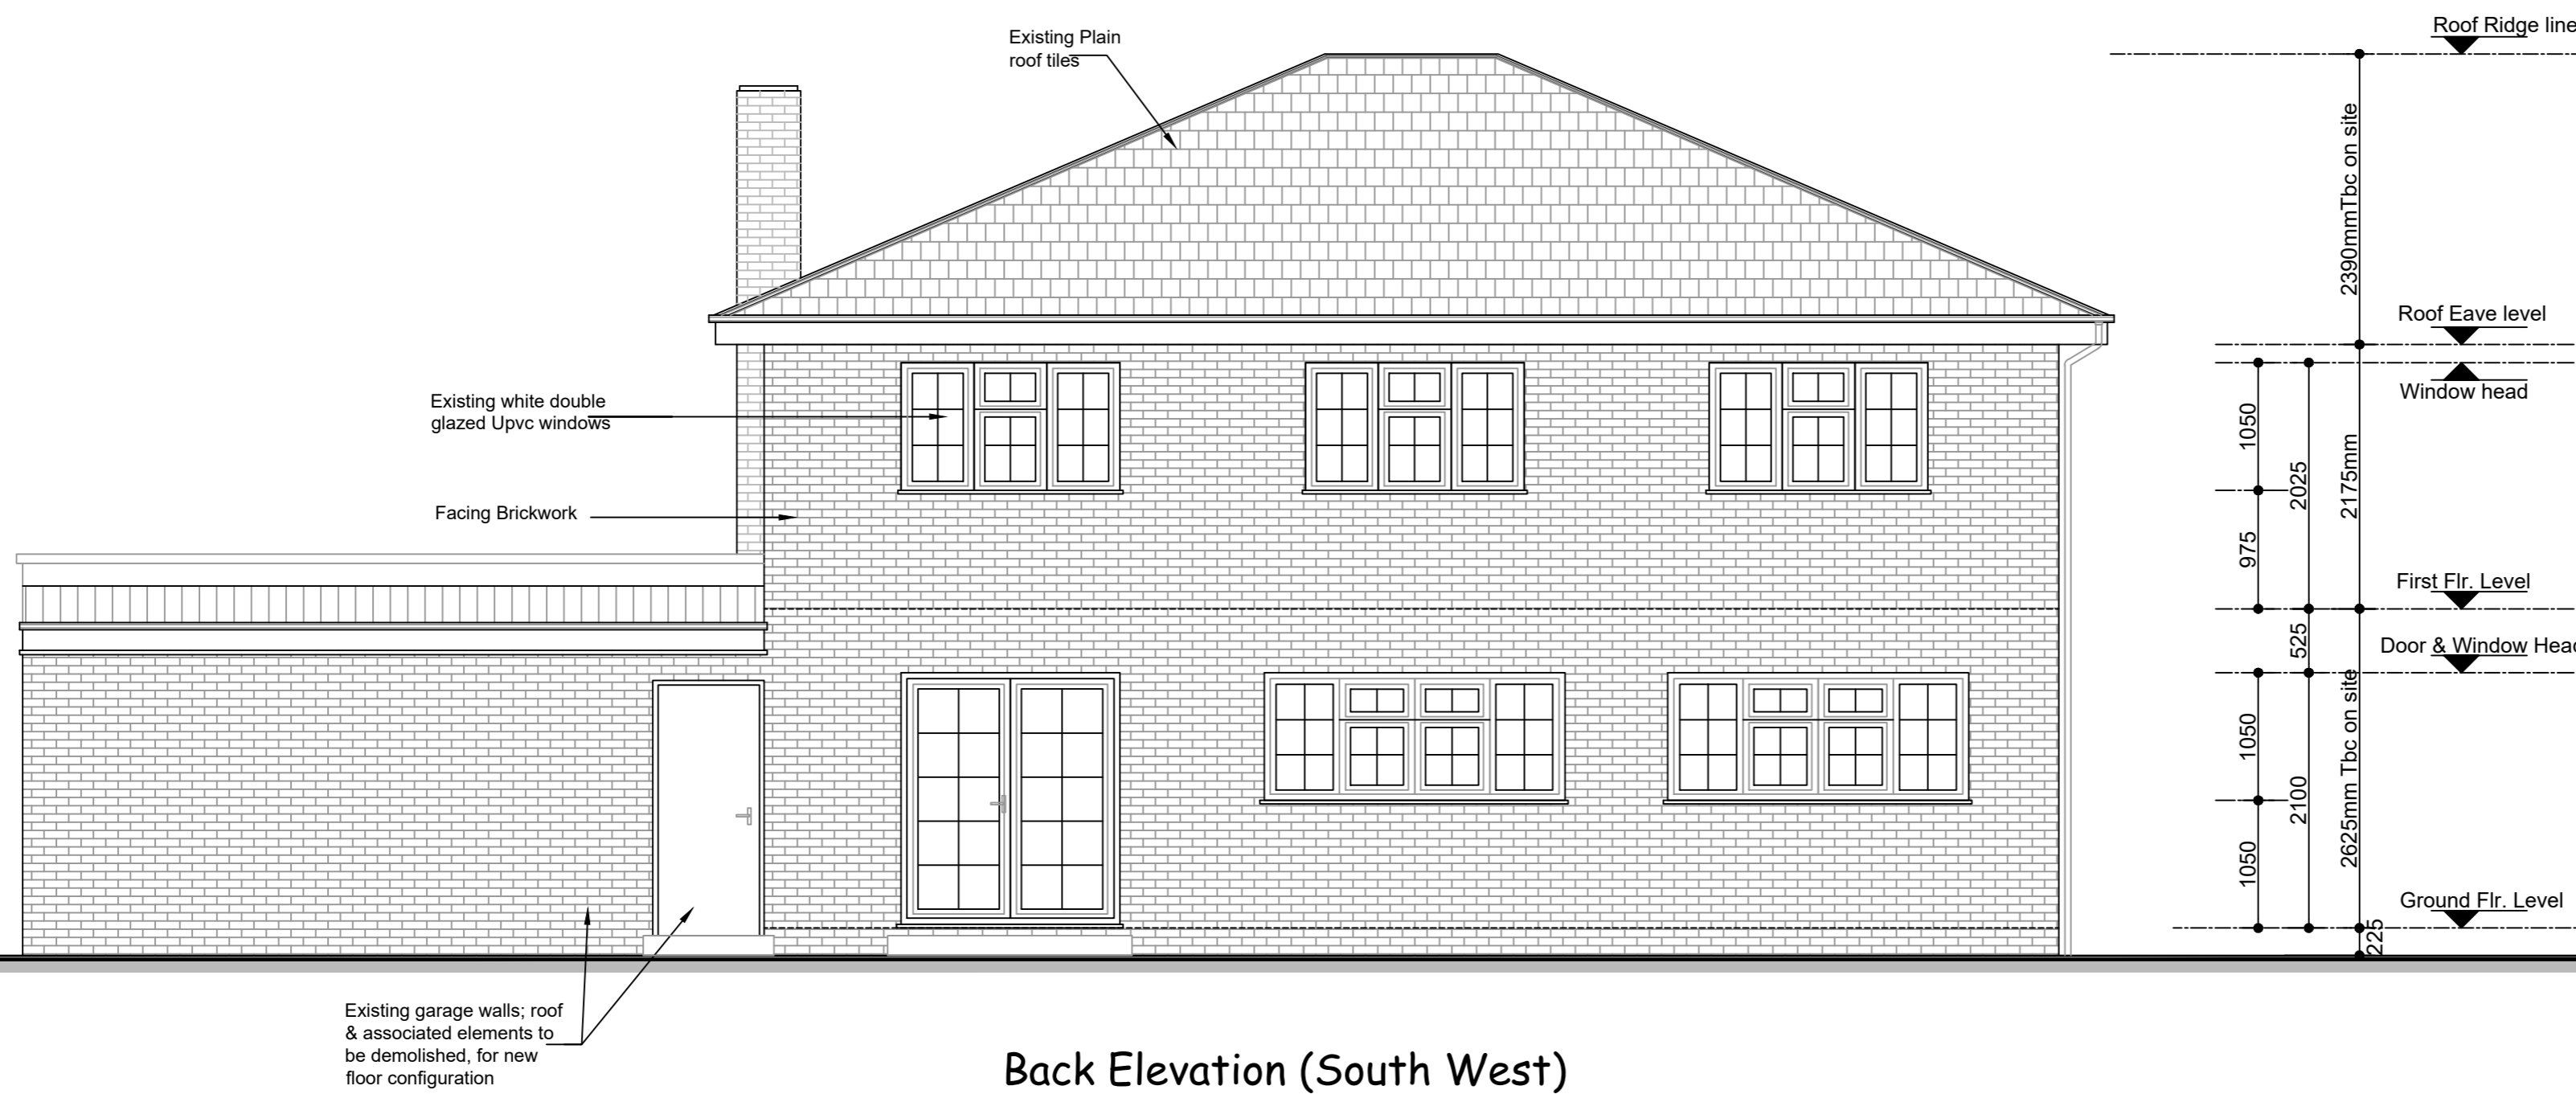 Roof Ridge line
Existing Plain
roof tiles
2390mmTbc on site
Roof Eave level
Window head
Existing white double
glazed Upvc windows
1050
2025
2175mm
Facing Brickwork
975
First Flr. Level
525
Door & Window Head
1050
2100
2625mm Tbc on site
1050
Ground Flr. Level
225
Existing garage walls; roof
& associated elements to
be demolished, for new
floor configuration
Back Elevation (South West)